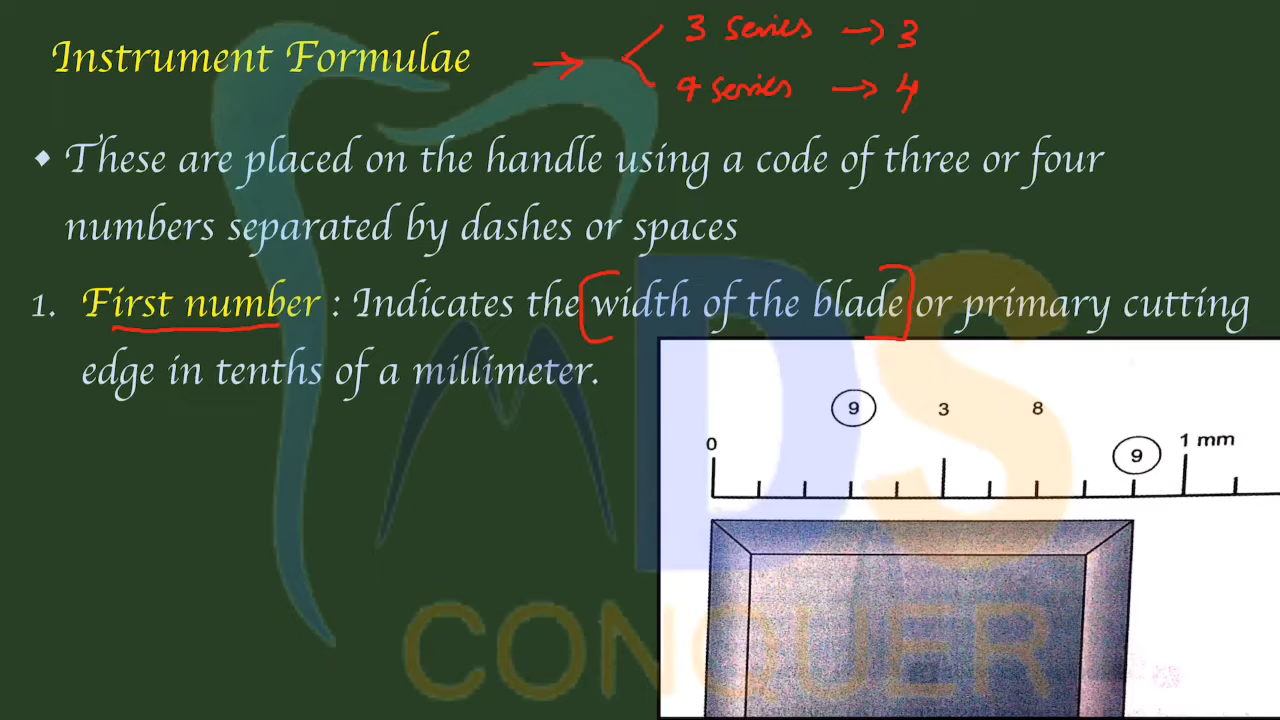 Instrument Formulae
3 series → 3
4 series → 4
• These are placed on the handle using a code of three or four
numbers separated by dashes or spaces
1. First number : Indicates the width of the blade or primary cutting
edge in tenths of a millimeter.
9 3 8
0 9 1 mm
MDS
CONQUER